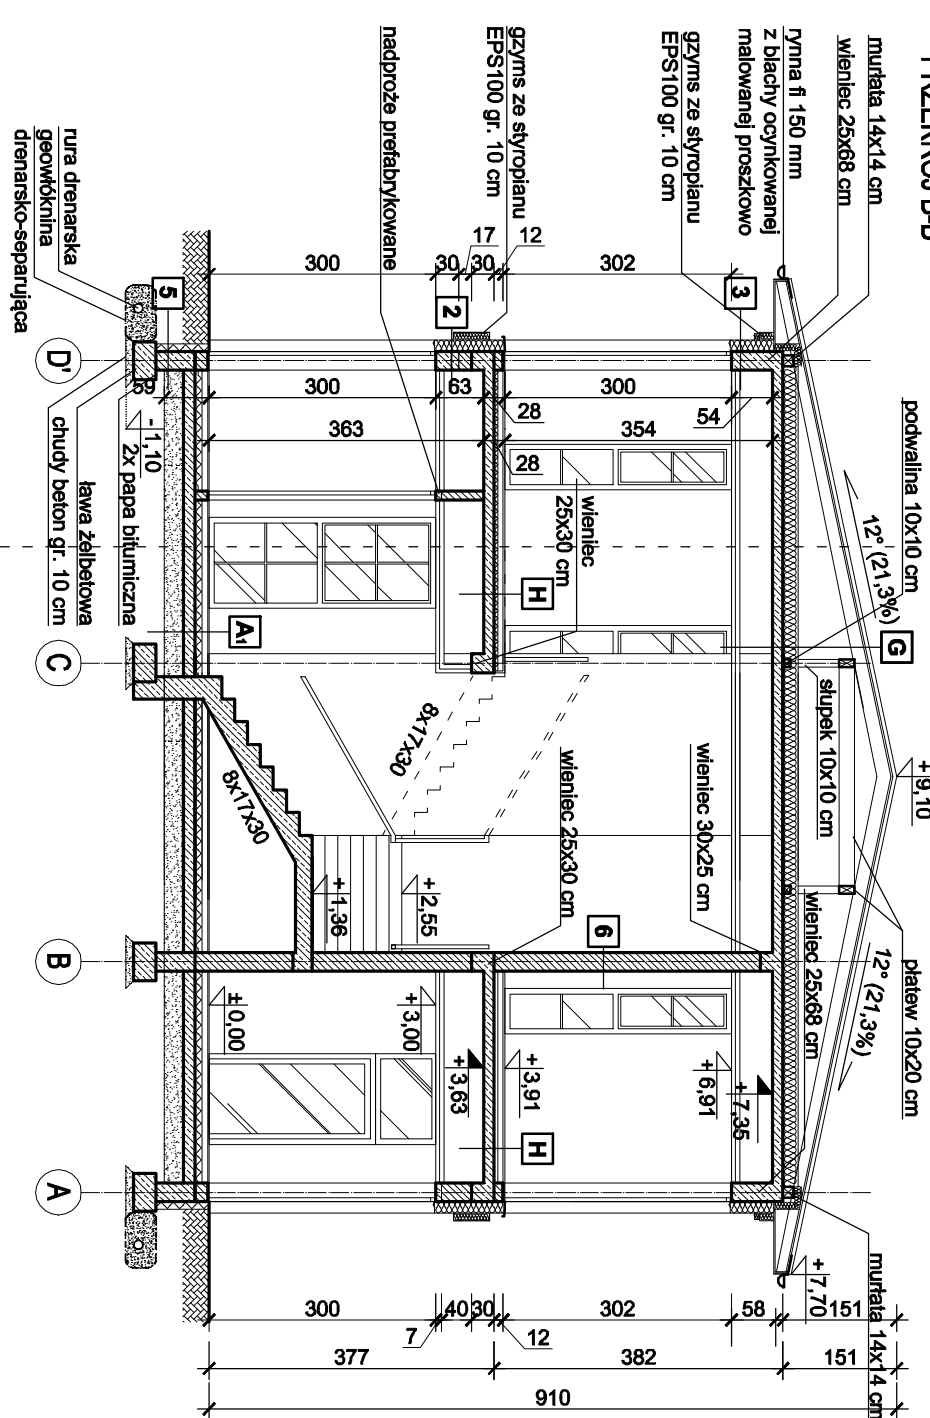 PRZEKRÓJ B-B
murłata 14x14 cm
wieniec 25x68 cm
rynna fi 150 mm
z blachy ocynkowanej
malowanej proszkowo
gzyms ze styropianu
EPS100 gr. 10 cm
gzyms ze styropianu
EPS100 gr. 10 cm
nadproże prefabrykowane
rura drenarska
geowłóknina
drenarsko-separująca
300
30
17
30
12
302
5
2
3
D'
59
300
63
28
300
54
363
28
354
- 1,10
2x papa bitumiczna
ława żelbetowa
chudy beton gr. 10 cm
wieniec
25x30 cm
podwalina 10x10 cm
12° (21,3%)
H
A1
G
C
słupek 10x10 cm
+ 9,10
8x17x30
8x17x30
wieniec 25x30 cm
wieniec 30x25 cm
+ 1,36
+ 2,55
6
wieniec 25x68 cm
płatew 10x20 cm
12° (21,3%)
B
± 0,00
+ 3,00
+ 3,63
+ 3,91
+ 6,91
+ 7,35
H
A
+ 7,70
murłata 14x14 cm
300
7
40
30
12
302
58
151
377
382
151
910